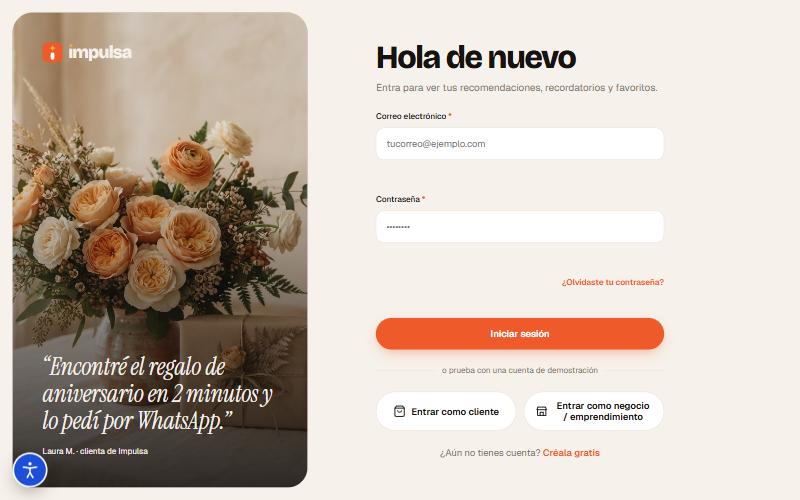 impulsa
“Encontré el regalo de
aniversario en 2 minutos y
lo pedí por WhatsApp.”
Laura M. · clienta de Impulsa
Hola de nuevo
Entra para ver tus recomendaciones, recordatorios y favoritos.
Correo electrónico *
tucorreo@ejemplo.com
Contraseña *
••••••••
¿Olvidaste tu contraseña?
Iniciar sesión
o prueba con una cuenta de demostración
Entrar como cliente
Entrar como negocio
/ emprendimiento
¿Aún no tienes cuenta? Créala gratis